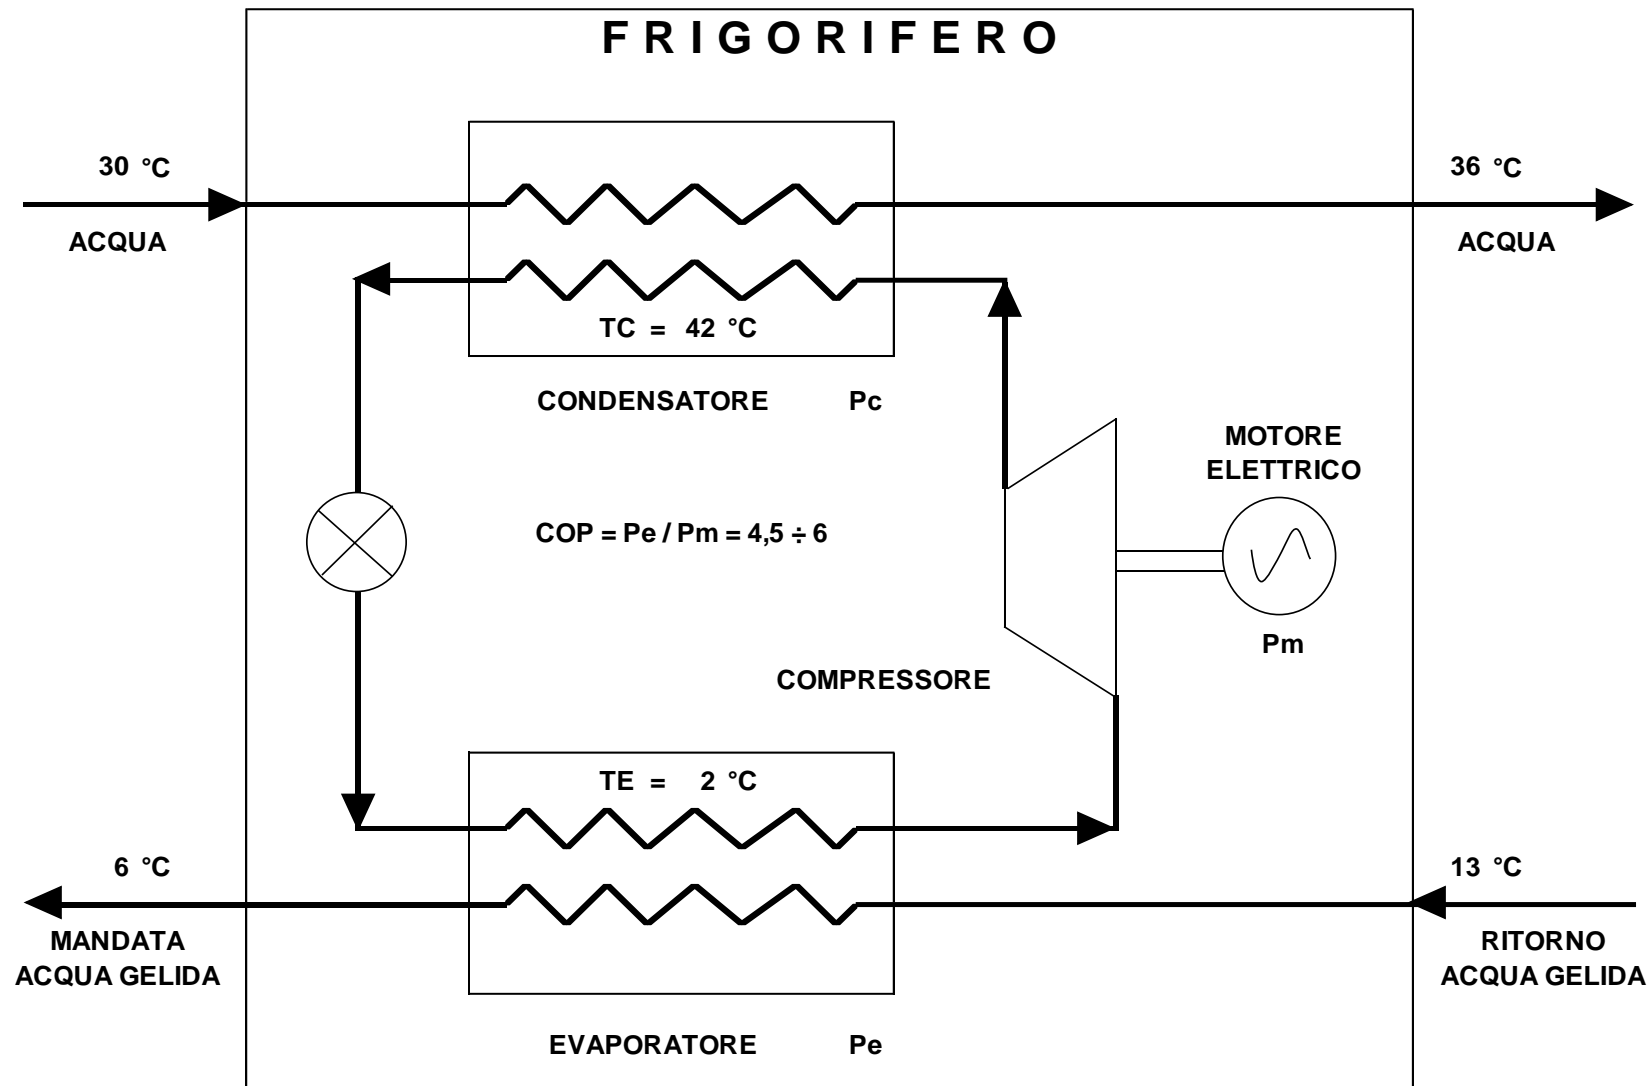 FRIGORIFERO
30 °C
36 °C
ACQUA
ACQUA
TC = 42 °C
CONDENSATORE Pc
MOTORE
ELETTRICO
COP = Pe / Pm = 4,5 ÷ 6
Pm
COMPRESSORE
TE = 2 °C
6 °C
13 °C
MANDATA
ACQUA GELIDA
RITORNO
ACQUA GELIDA
EVAPORATORE Pe